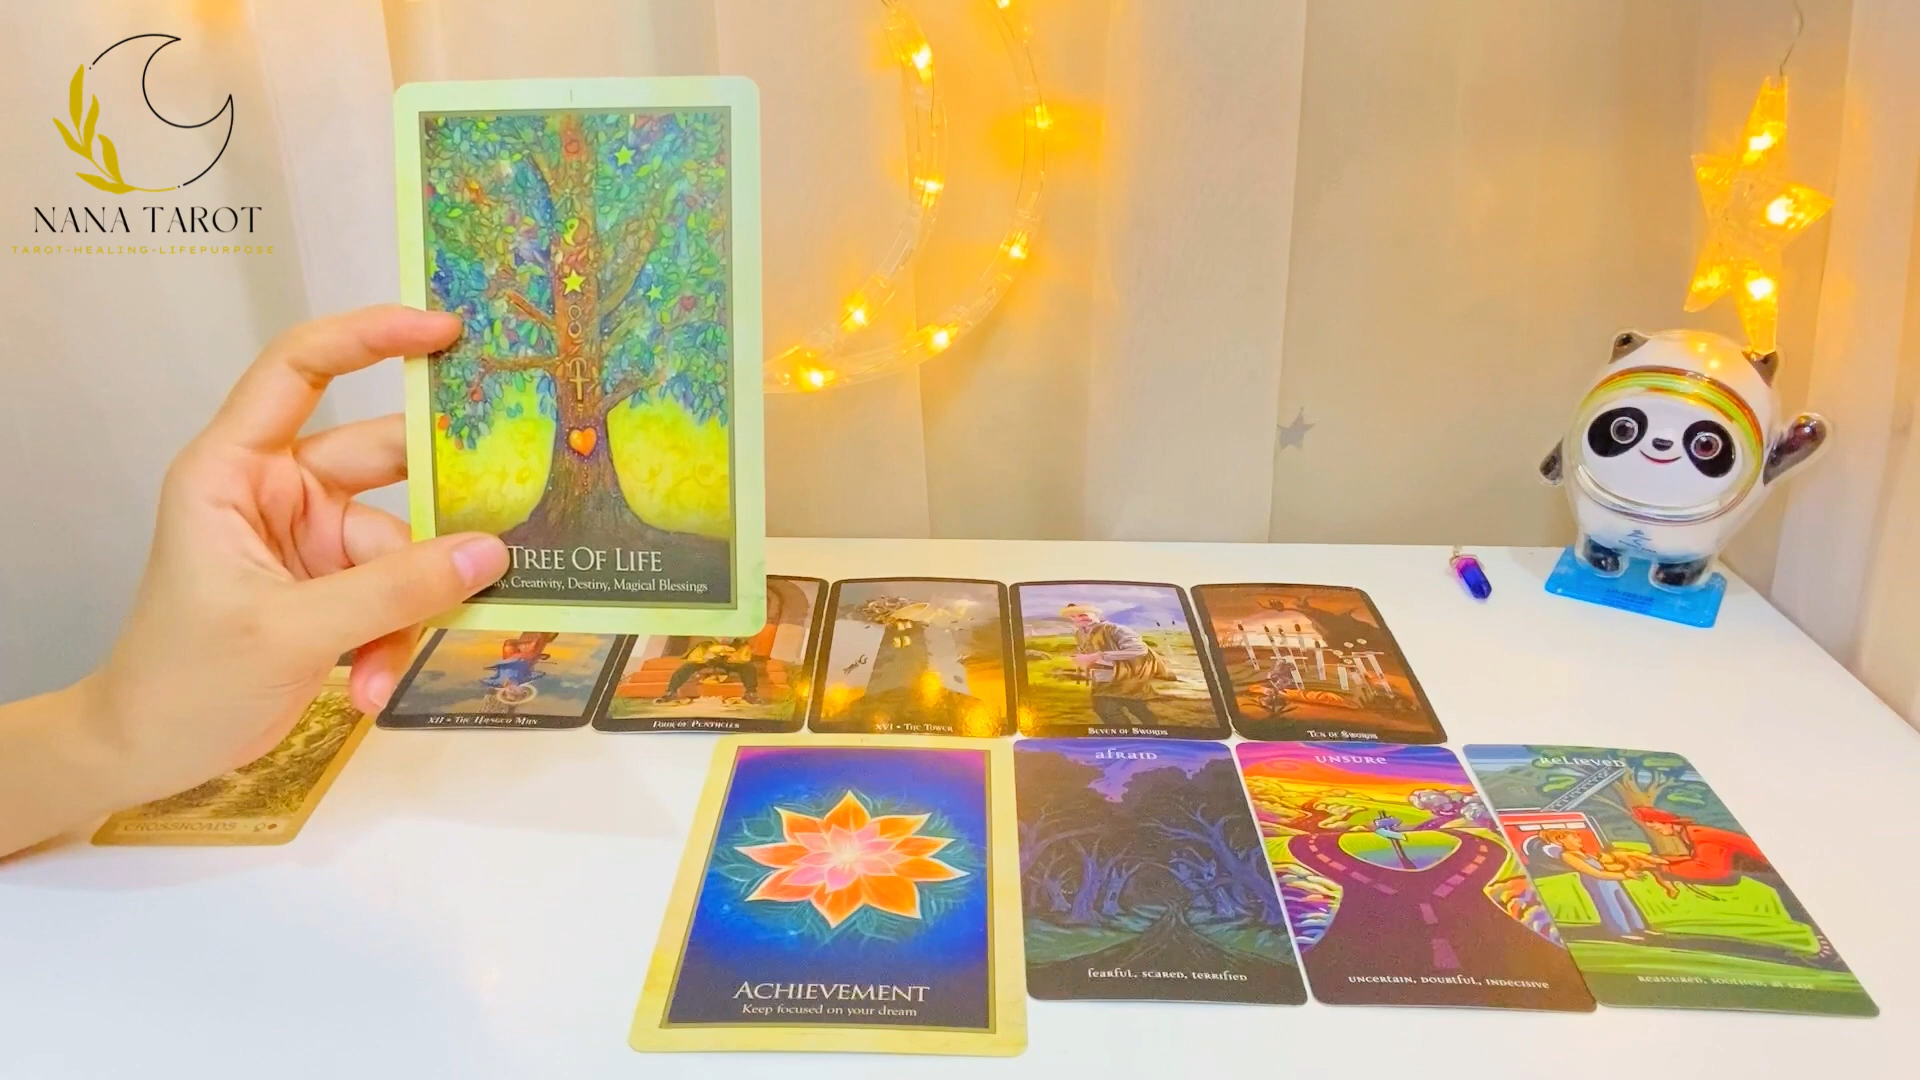 NANA TAROT
TAROT-HEALING-LIFEPURPOSE
TREE OF LIFE
Creativity, Destiny, Magical Blessings
XII • THE HANGED MAN
FOUR OF PENTACLES
XVI • THE TOWER
SEVEN OF SWORDS
TEN OF SWORDS
CROSSROADS
ACHIEVEMENT
Keep focused on your dream
afRAID
fearful, scared, terrified
UNSURe
UNCERTAIN, DOUBTFUL, INDECISIVE
ReLieveD
REASSURED, SOOTHED, AT EASE